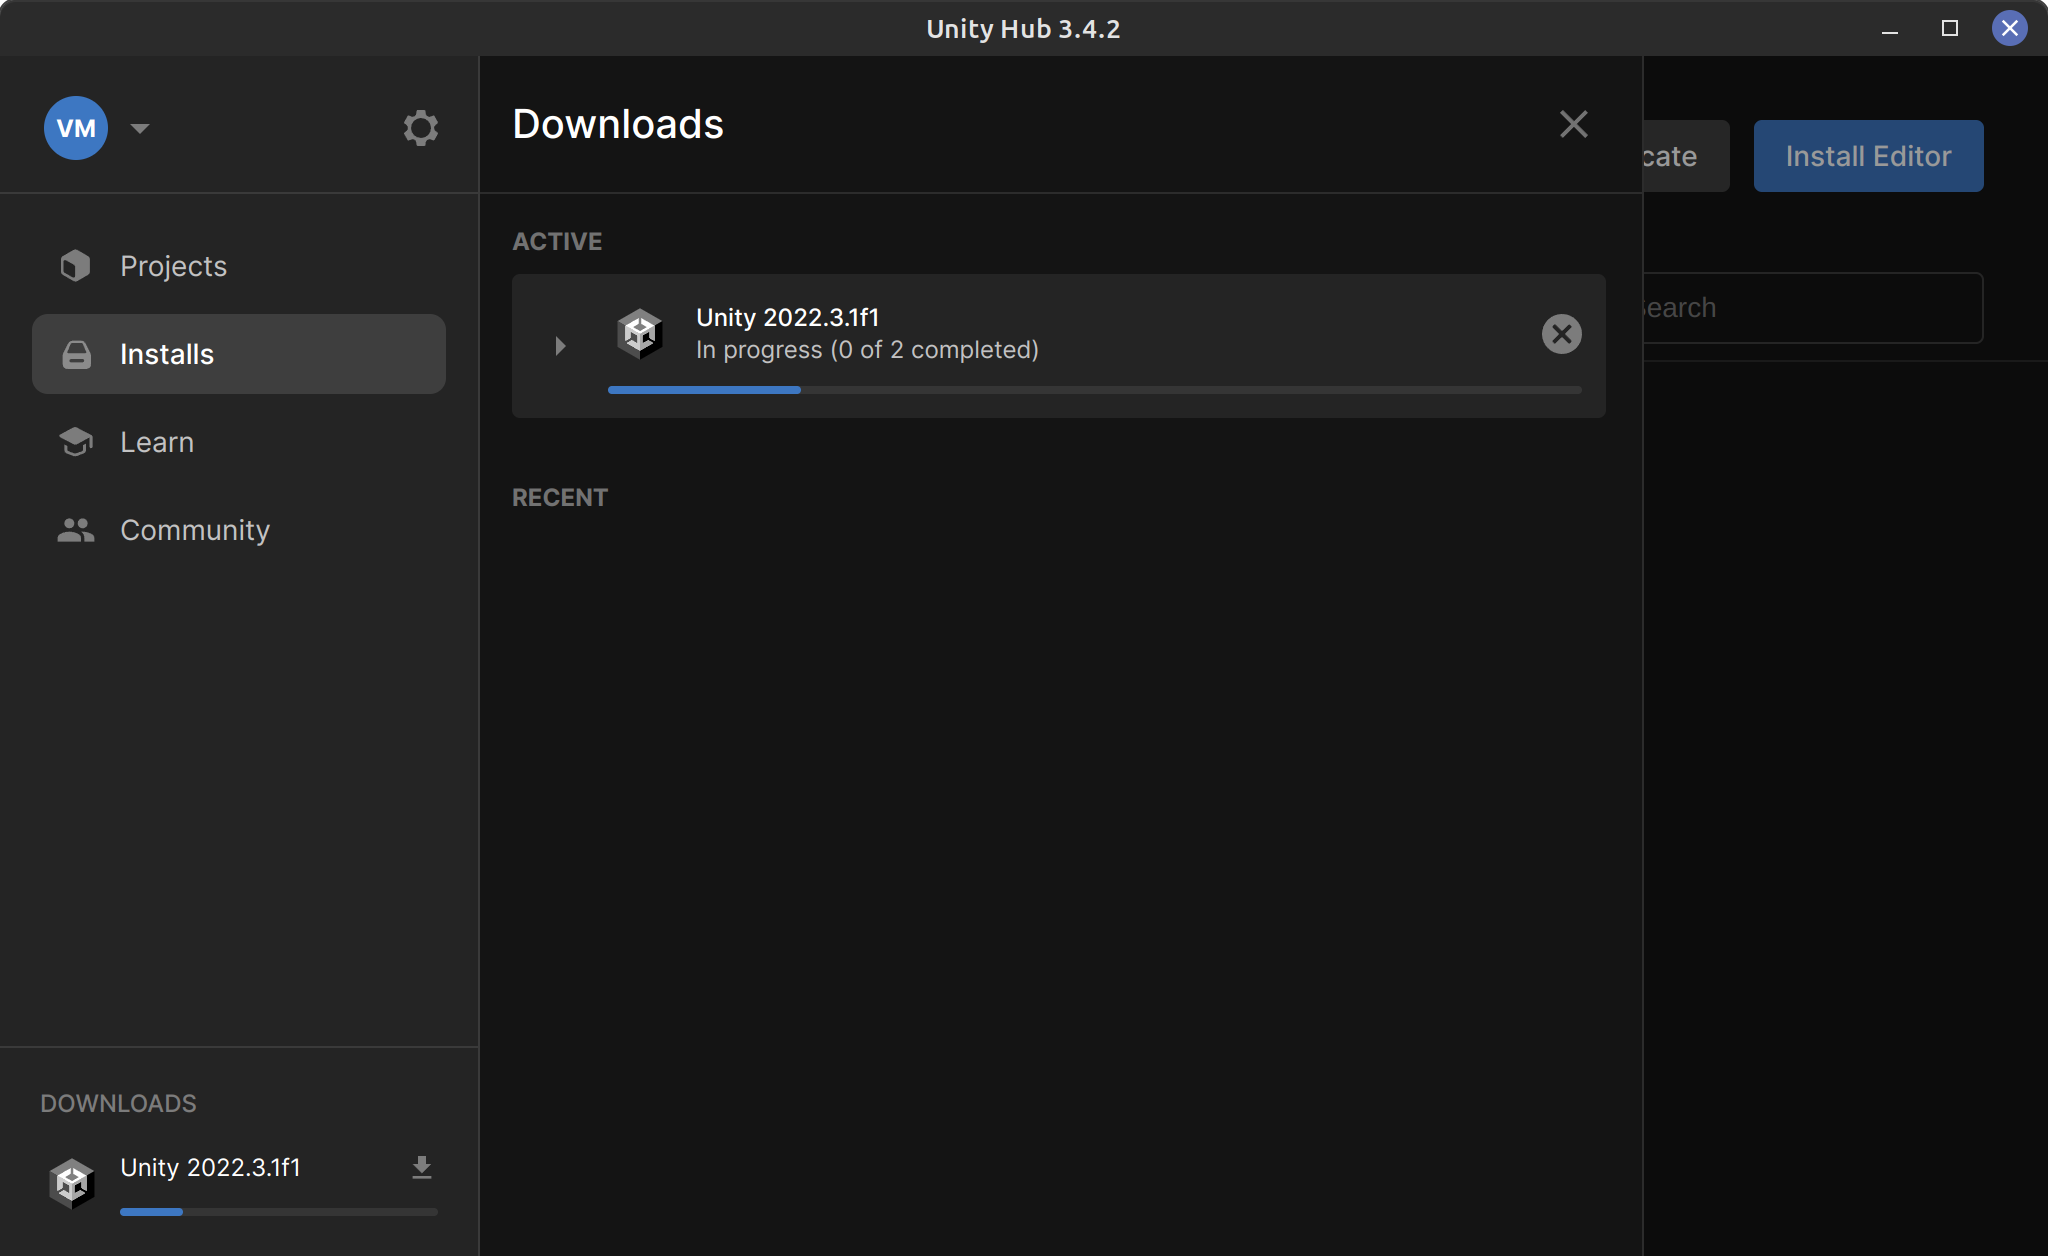 Unity Hub 3.4.2
VM
Projects
Installs
Learn
Community
DOWNLOADS
Unity 2022.3.1f1
Downloads
ACTIVE
Unity 2022.3.1f1
In progress (0 of 2 completed)
RECENT
cate
Install Editor
earch